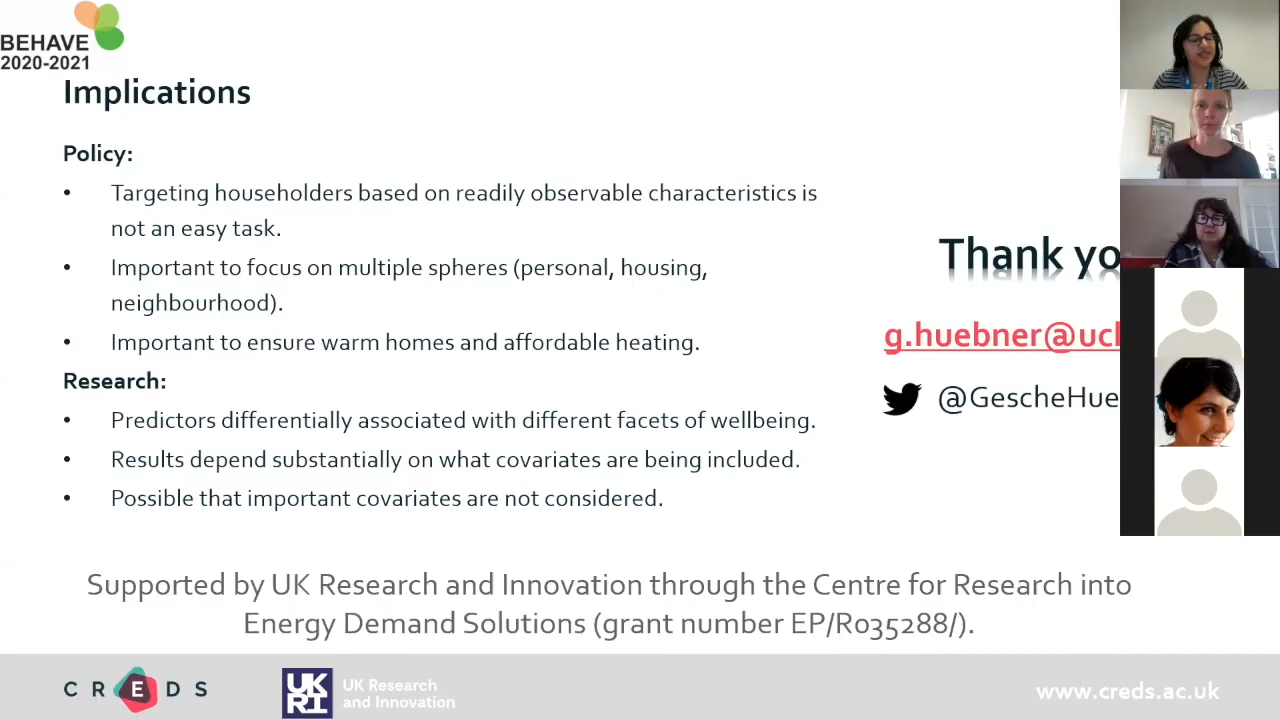 BEHAVE
2020-2021
Implications
Policy:
• Targeting householders based on readily observable characteristics is
not an easy task.
• Important to focus on multiple spheres (personal, housing,
neighbourhood).
• Important to ensure warm homes and affordable heating.
Research:
• Predictors differentially associated with different facets of wellbeing.
• Results depend substantially on what covariates are being included.
• Possible that important covariates are not considered.
Thank yo
g.huebner@ucl
@GescheHue
Supported by UK Research and Innovation through the Centre for Research into
Energy Demand Solutions (grant number EP/R035288/).
CREDS
UK
RI
UK Research
and Innovation
www.creds.ac.uk